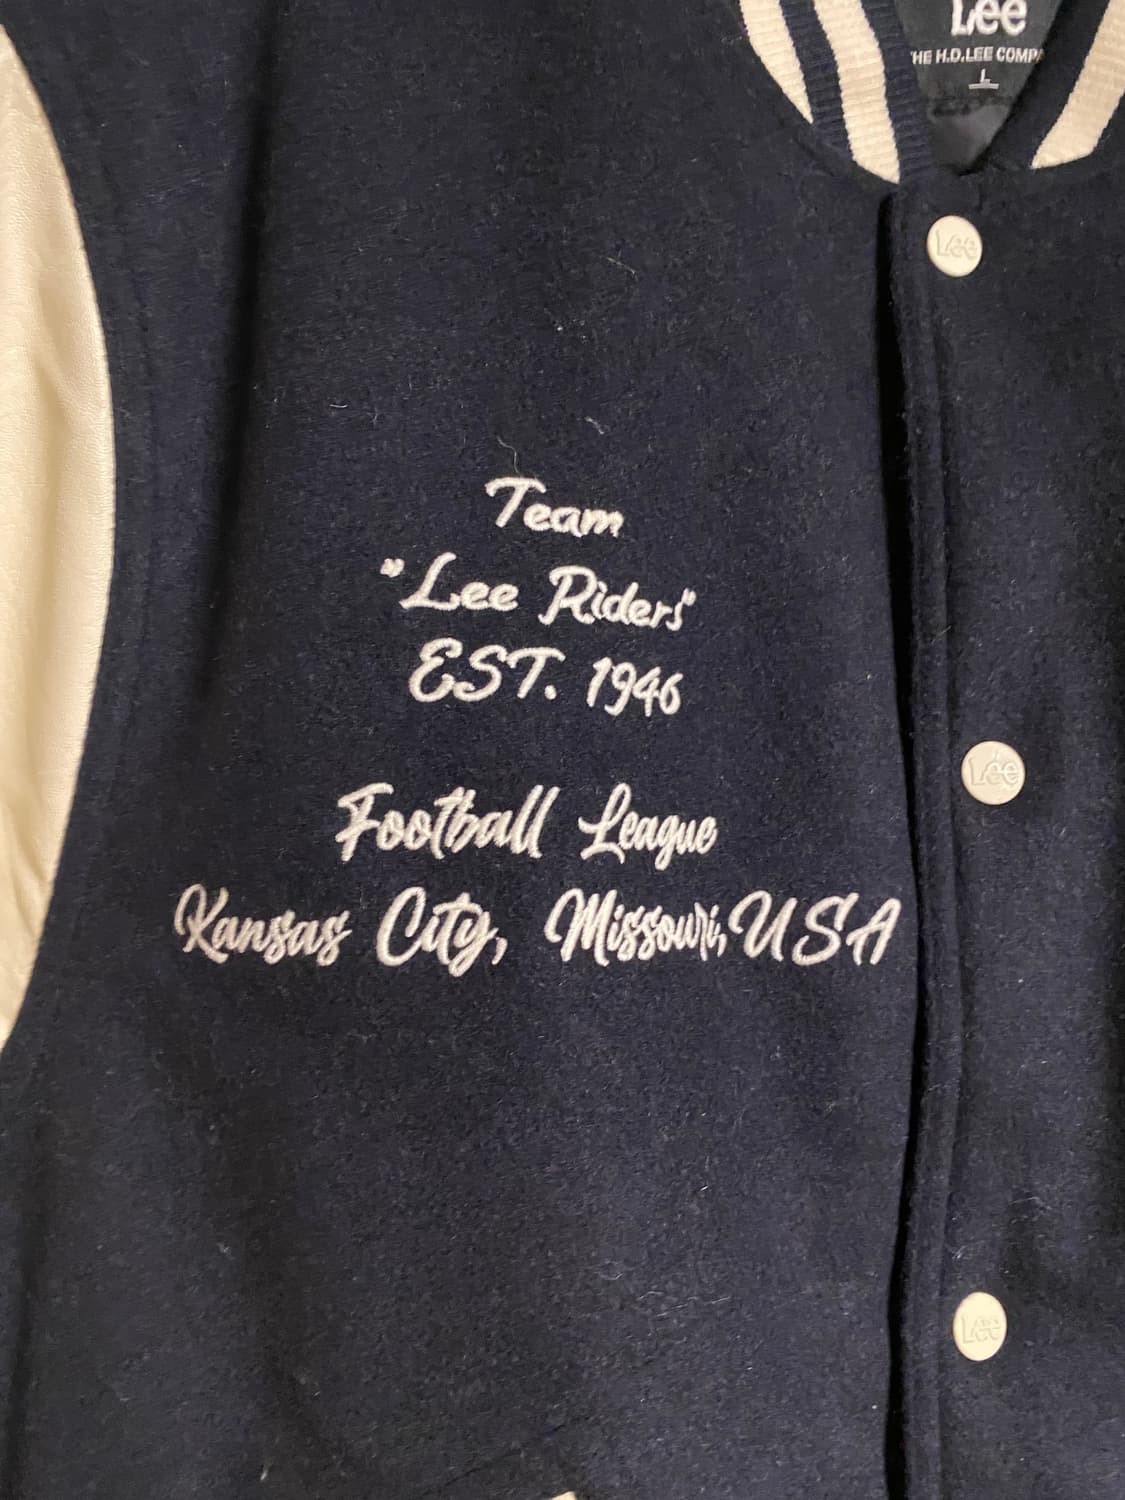 Lee
THE H.D. LEE COMPA
L
Lee
Team
"Lee Riders"
EST. 1946
Lee
Football League
Kansas City, Missouri, USA
Lee